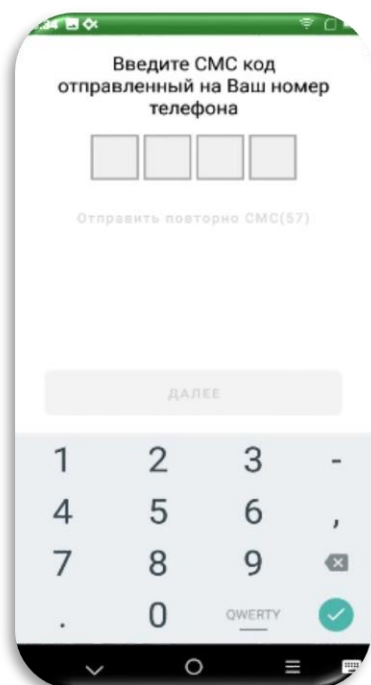 Введите СМС код
отправленный на Ваш номер
телефона
Отправить повторно СМС(57)
ДАЛЕЕ
1 2 3 -
4 5 6 ,
7 8 9
. 0 QWERTY